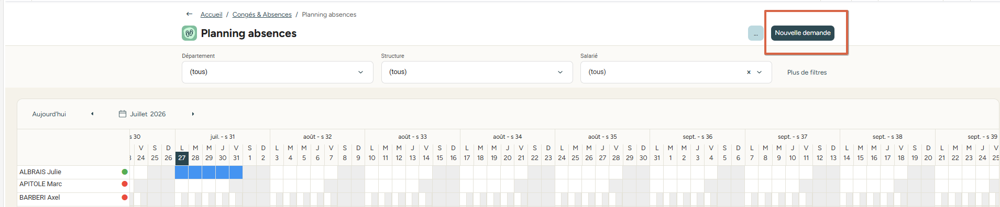 ← Accueil / Congés & Absences / Planning absences
Planning absences
... Nouvelle demande
Département Structure Salarié
(tous) (tous) (tous) × Plus de filtres
Aujourd'hui Juillet 2026
s 30 juil. - s 31 août - s 32 août - s 33 août - s 34 août - s 35 sept. - s 36 sept. - s 37 sept. - s 38 sept. - s 39
V S D L M M J V S D L M M J V S D L M M J V S D L M M J V S D L M M J V S D L M M J V S D L M M J V S D L M M J V S D L M M J V
24 25 26 27 28 29 30 31 1 2 3 4 5 6 7 8 9 10 11 12 13 14 15 16 17 18 19 20 21 22 23 24 25 26 27 28 29 30 31 1 2 3 4 5 6 7 8 9 10 11 12 13 14 15 16 17 18 19 20 21 22 23 24 25
ALBRAIS Julie
APITOLE Marc
BARBERI Axel